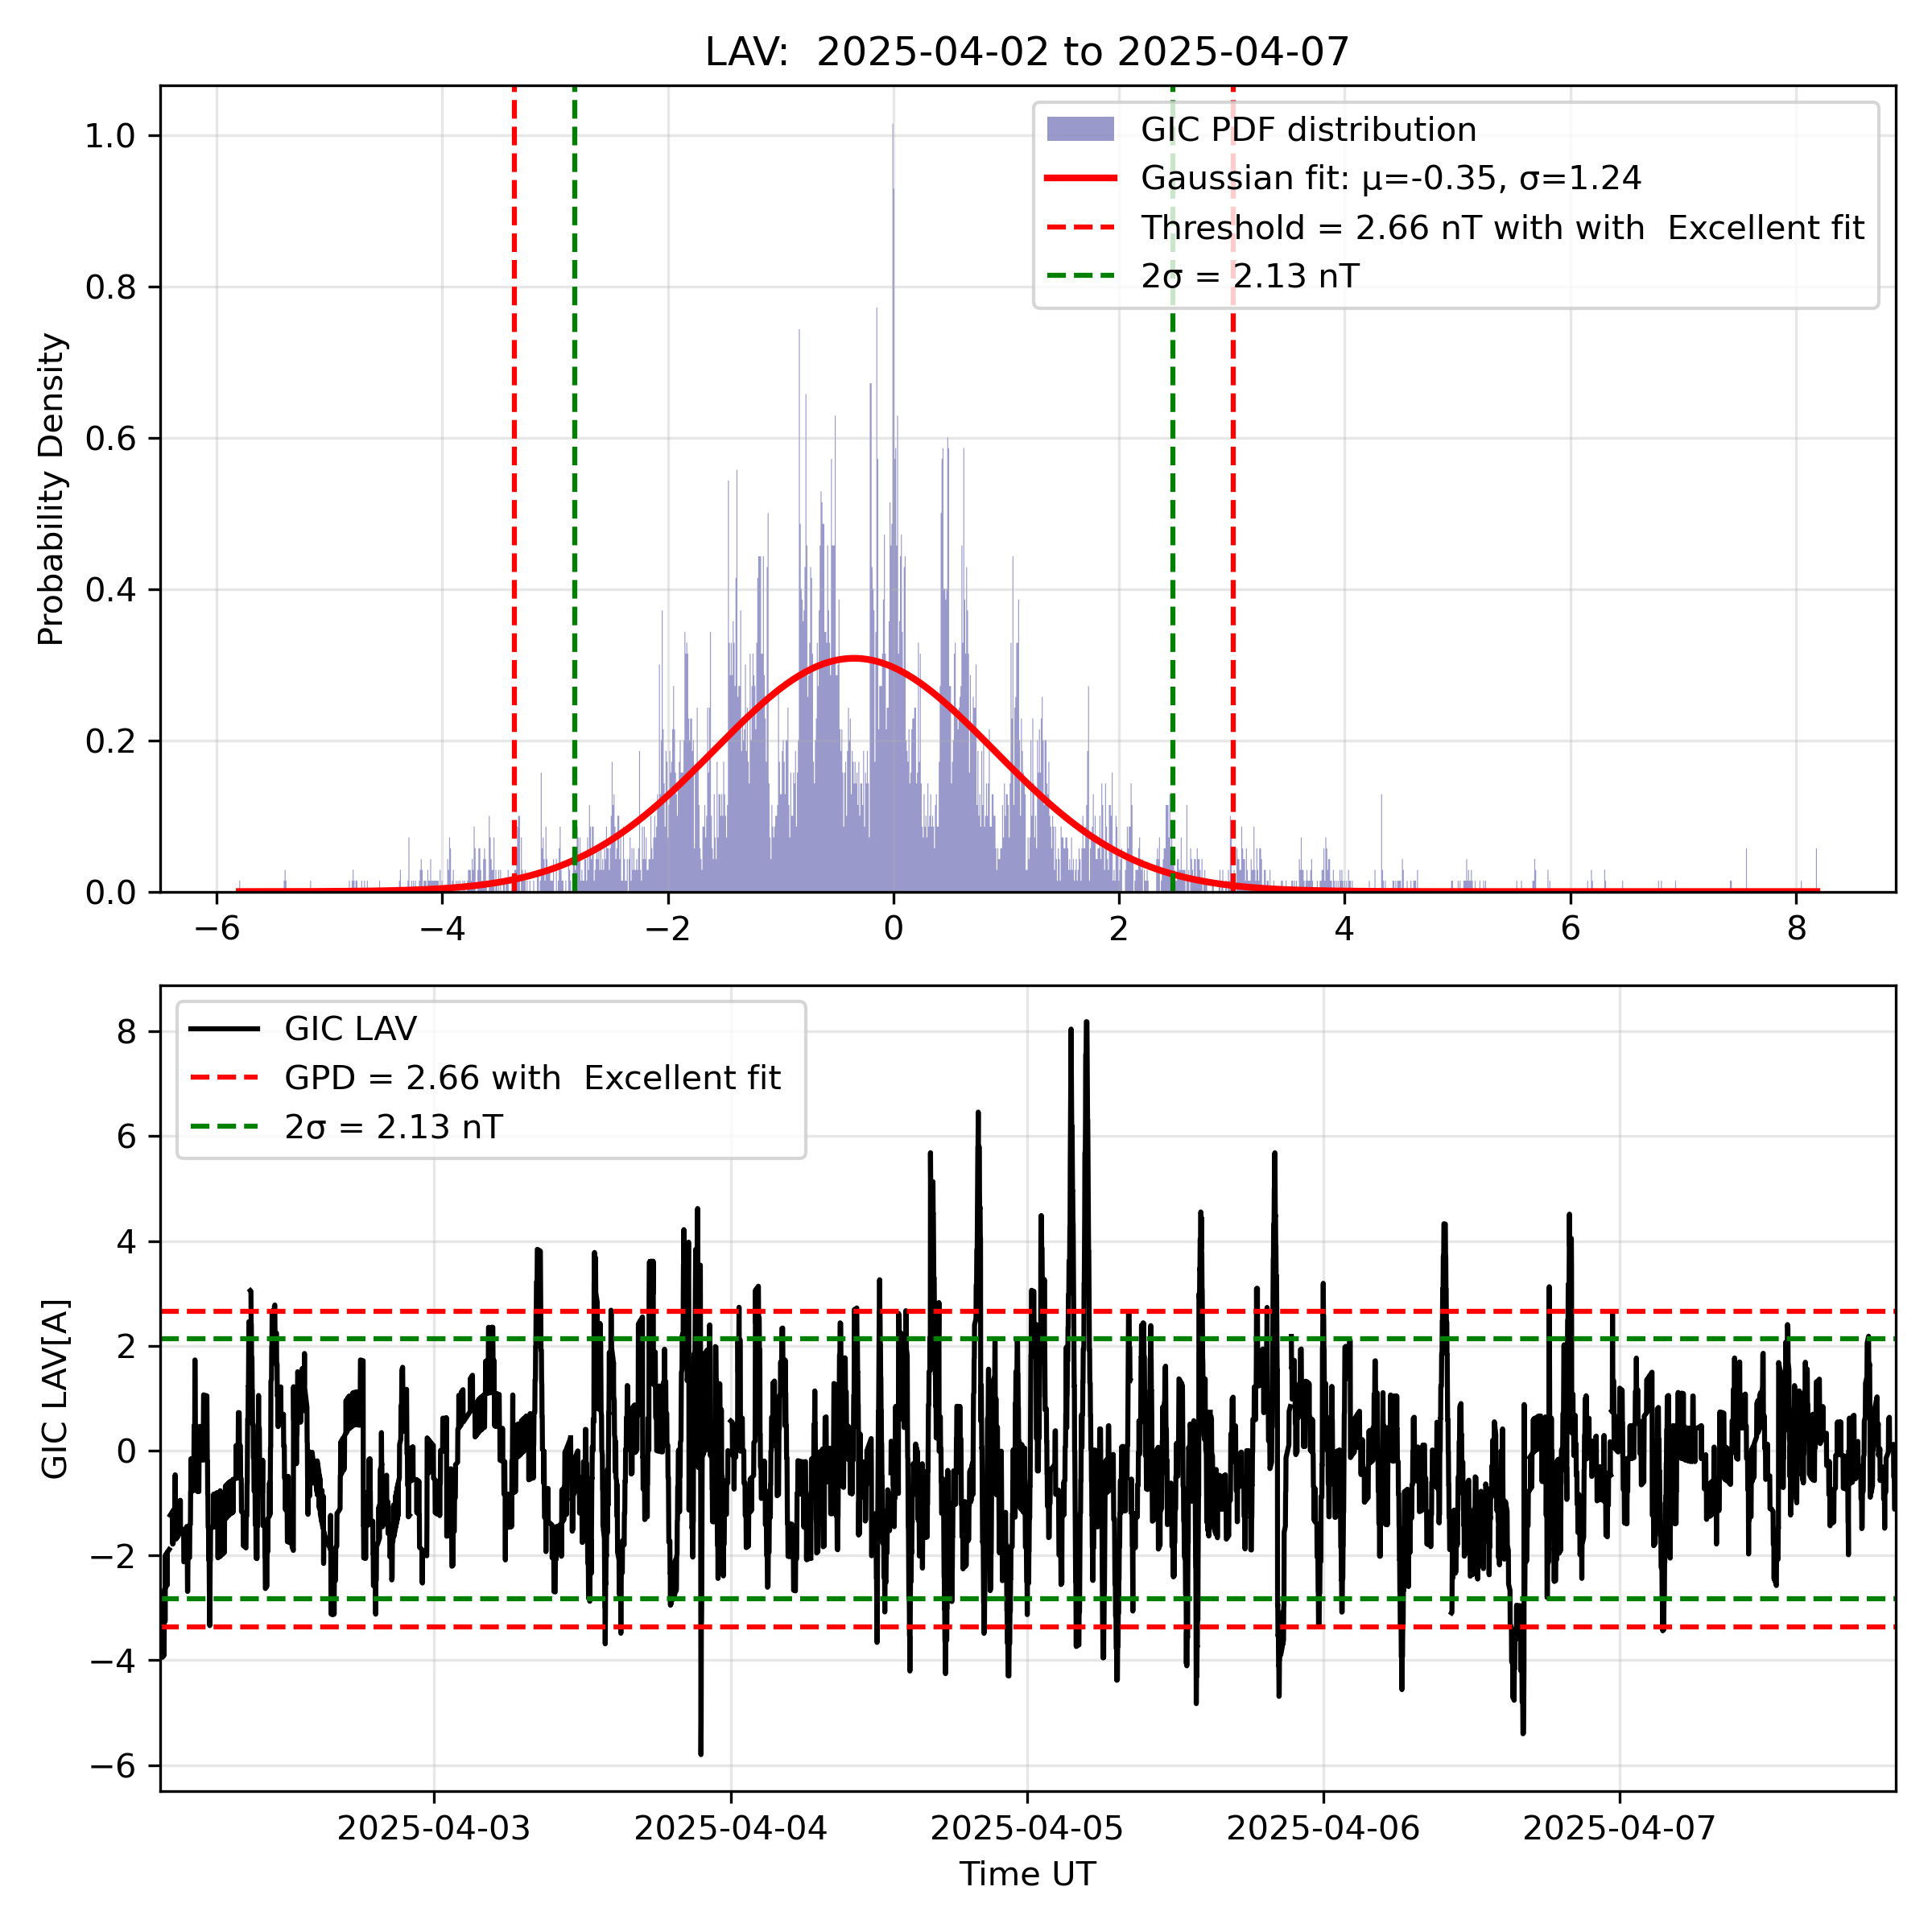 LAV:  2025-04-02 to 2025-04-07
GIC PDF distribution
Gaussian fit: μ=-0.35, σ=1.24
Threshold = 2.66 nT with with  Excellent fit
2σ = 2.13 nT
Probability Density
1.0
0.8
0.6
0.4
0.2
0.0
−6 −4 −2 0 2 4 6 8
GIC LAV
GPD = 2.66 with  Excellent fit
2σ = 2.13 nT
GIC LAV[A]
8
6
4
2
0
−2
−4
−6
2025-04-03 2025-04-04 2025-04-05 2025-04-06 2025-04-07
Time UT